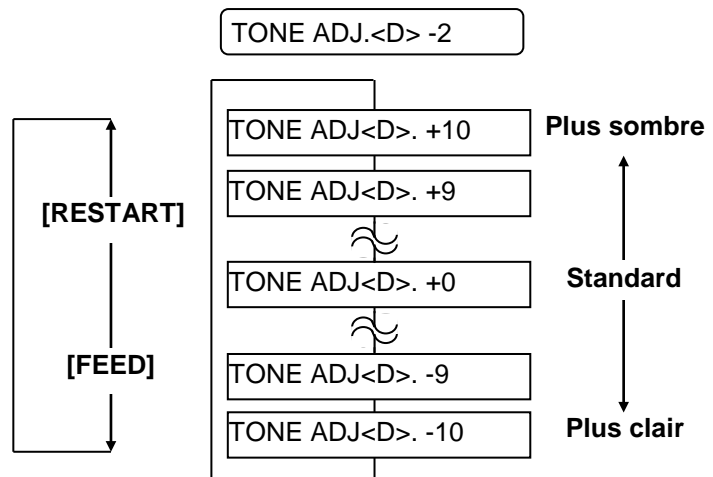 TONE ADJ.<D> -2
TONE ADJ<D>. +10
Plus sombre
TONE ADJ<D>. +9
[RESTART]
TONE ADJ<D>. +0
Standard
[FEED]
TONE ADJ<D>. -9
TONE ADJ<D>. -10
Plus clair